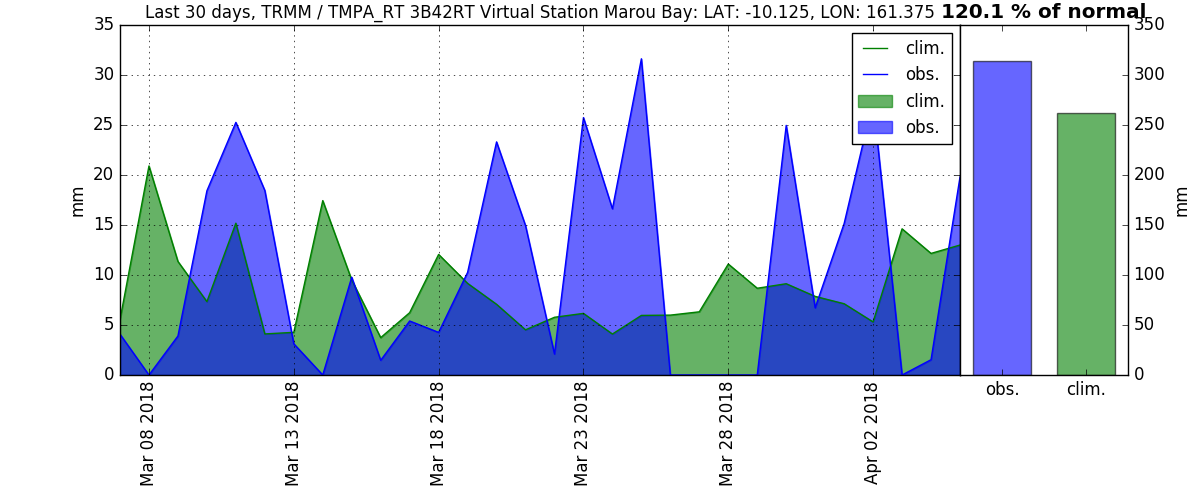 Last 30 days, TRMM / TMPA_RT 3B42RT Virtual Station Marou Bay: LAT: -10.125, LON: 161.375 120.1 % of normal
35
30
25
20
15
10
5
0
mm
clim.
obs.
clim.
obs.
350
300
250
200
150
100
50
0
mm
obs. clim.
Mar 08 2018
Mar 13 2018
Mar 18 2018
Mar 23 2018
Mar 28 2018
Apr 02 2018